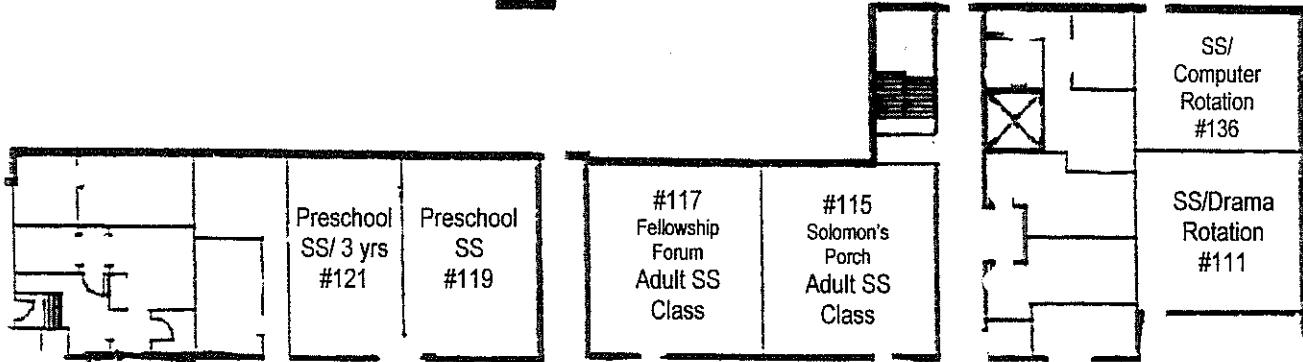 Preschool
SS/ 3 yrs
#121
Preschool
SS
#119
#117
Fellowship
Forum
Adult SS
Class
#115
Solomon's
Porch
Adult SS
Class
SS/
Computer
Rotation
#136
SS/Drama
Rotation
#111